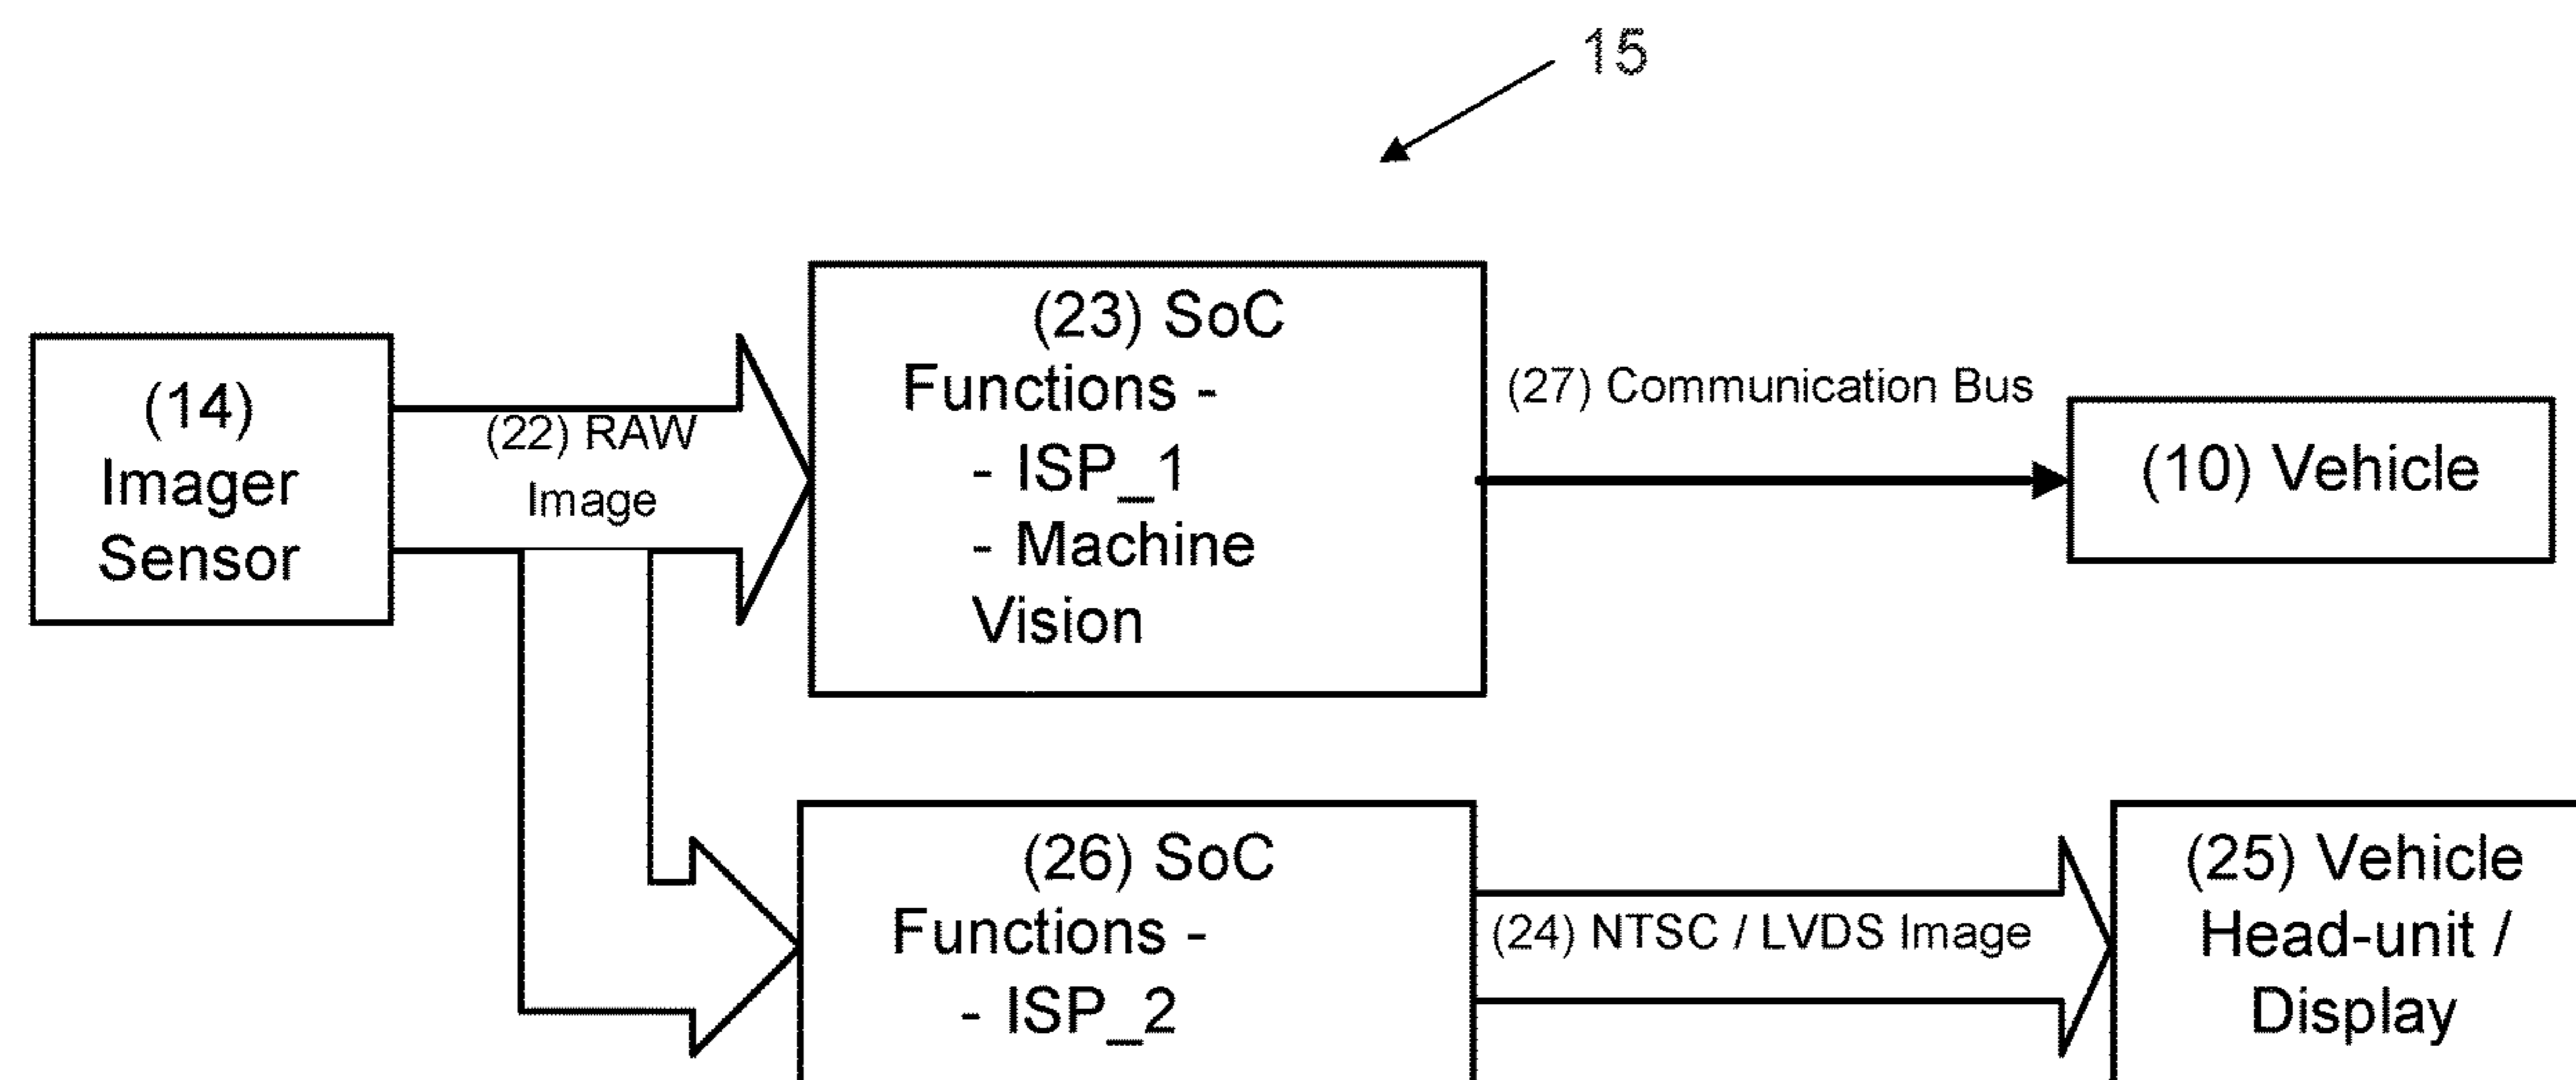 15
(14)
Imager
Sensor
(22) RAW
Image
(23) SoC
Functions -
- ISP_1
- Machine
Vision
(27) Communication Bus
(10) Vehicle
(26) SoC
Functions -
- ISP_2
(24) NTSC / LVDS Image
(25) Vehicle
Head-unit /
Display